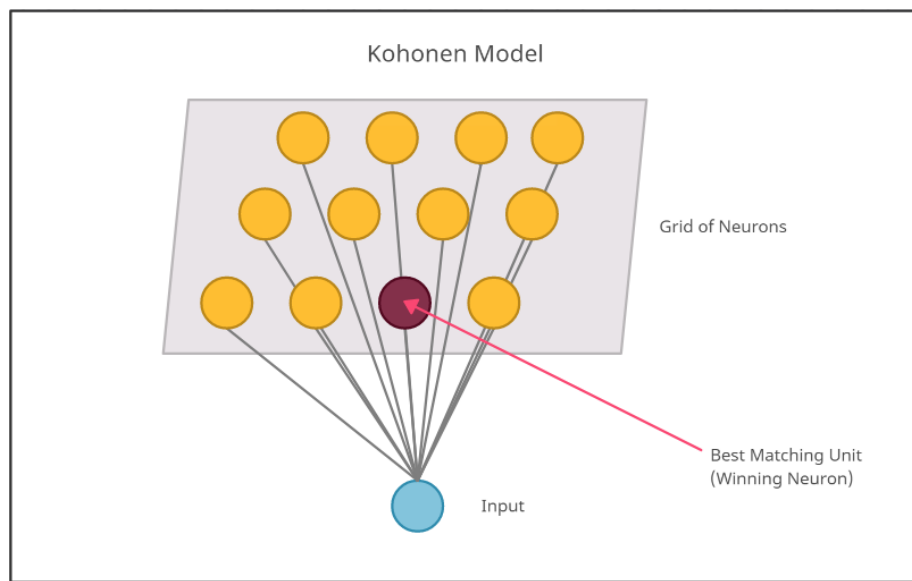 Kohonen Model
Grid of Neurons
Best Matching Unit
(Winning Neuron)
Input